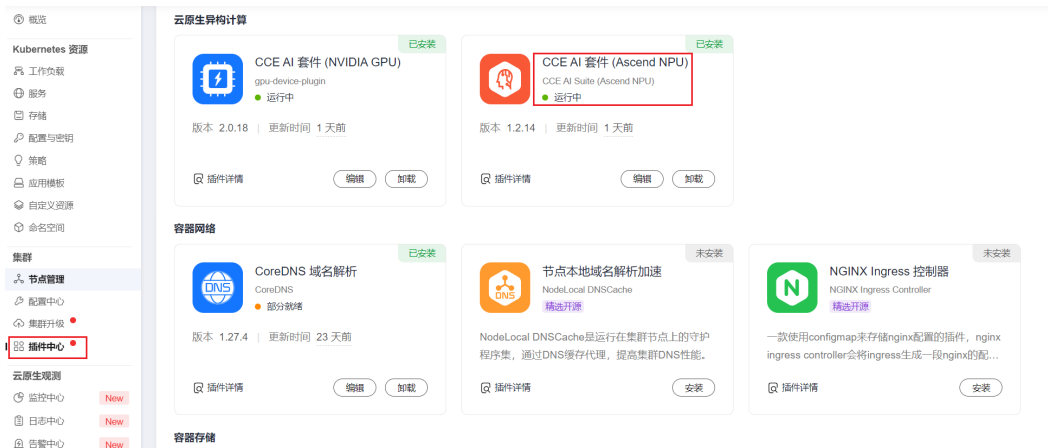 概览
Kubernetes 资源
工作负载
服务
存储
配置与密钥
策略
应用模板
自定义资源
命名空间
集群
节点管理
配置中心
集群升级
插件中心
云原生观测
监控中心 New
日志中心 New
告警中心 New
云原生异构计算
已安装
CCE AI 套件 (NVIDIA GPU)
gpu-device-plugin
运行中
版本 2.0.18 | 更新时间 1 天前
插件详情 编辑 卸载
已安装
CCE AI 套件 (Ascend NPU)
CCE AI Suite (Ascend NPU)
运行中
版本 1.2.14 | 更新时间 1 天前
插件详情 编辑 卸载
容器网络
已安装
DNS
CoreDNS 域名解析
CoreDNS
部分就绪
版本 1.27.4 | 更新时间 23 天前
插件详情 编辑 卸载
未安装
DNS
节点本地域名解析加速
NodeLocal DNSCache
精选开源
NodeLocal DNSCache是运行在集群节点上的守护
程序集，通过DNS缓存代理，提高集群DNS性能。
插件详情 安装
未安装
N
NGINX Ingress 控制器
NGINX Ingress Controller
精选开源
一款使用configmap来存储nginx配置的插件，nginx
ingress controller会将ingress生成一段nginx的配...
插件详情 安装
容器存储